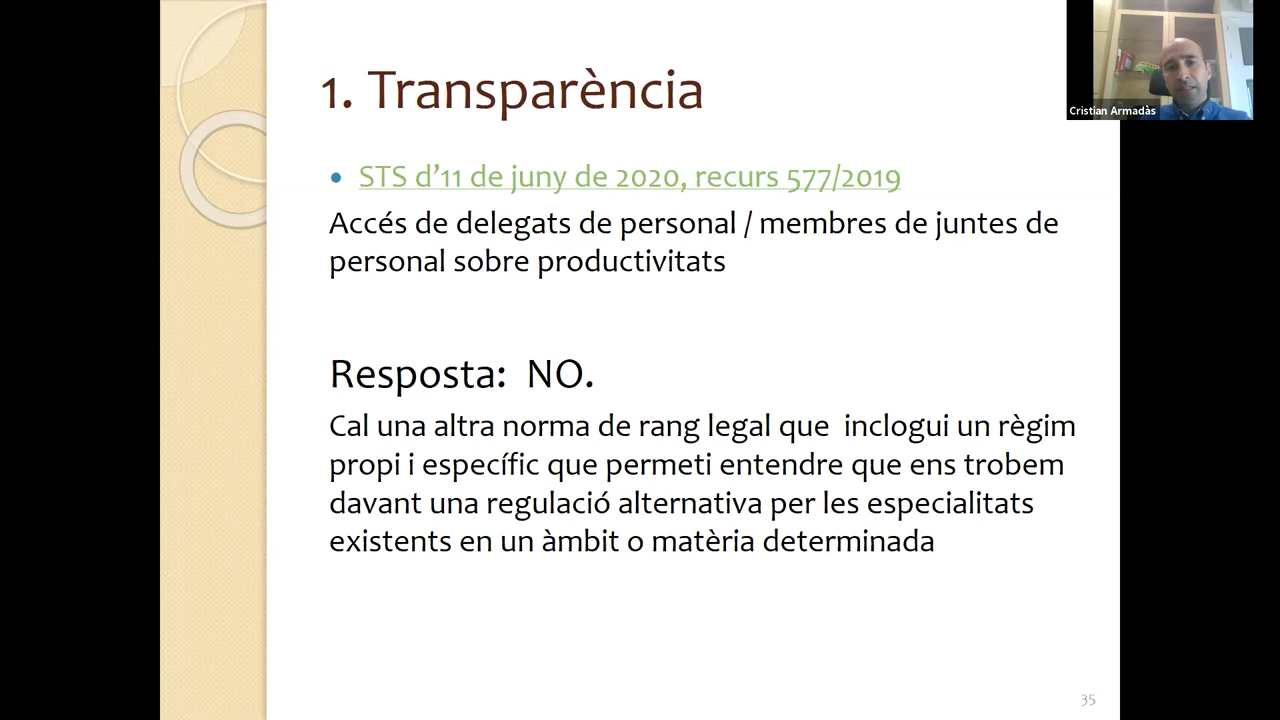 1. Transparència
Cristian Armadàs
• STS d’11 de juny de 2020, recurs 577/2019
Accés de delegats de personal / membres de juntes de
personal sobre productivitats
Resposta: NO.
Cal una altra norma de rang legal que inclogui un règim
propi i específic que permeti entendre que ens trobem
davant una regulació alternativa per les especialitats
existents en un àmbit o matèria determinada
35